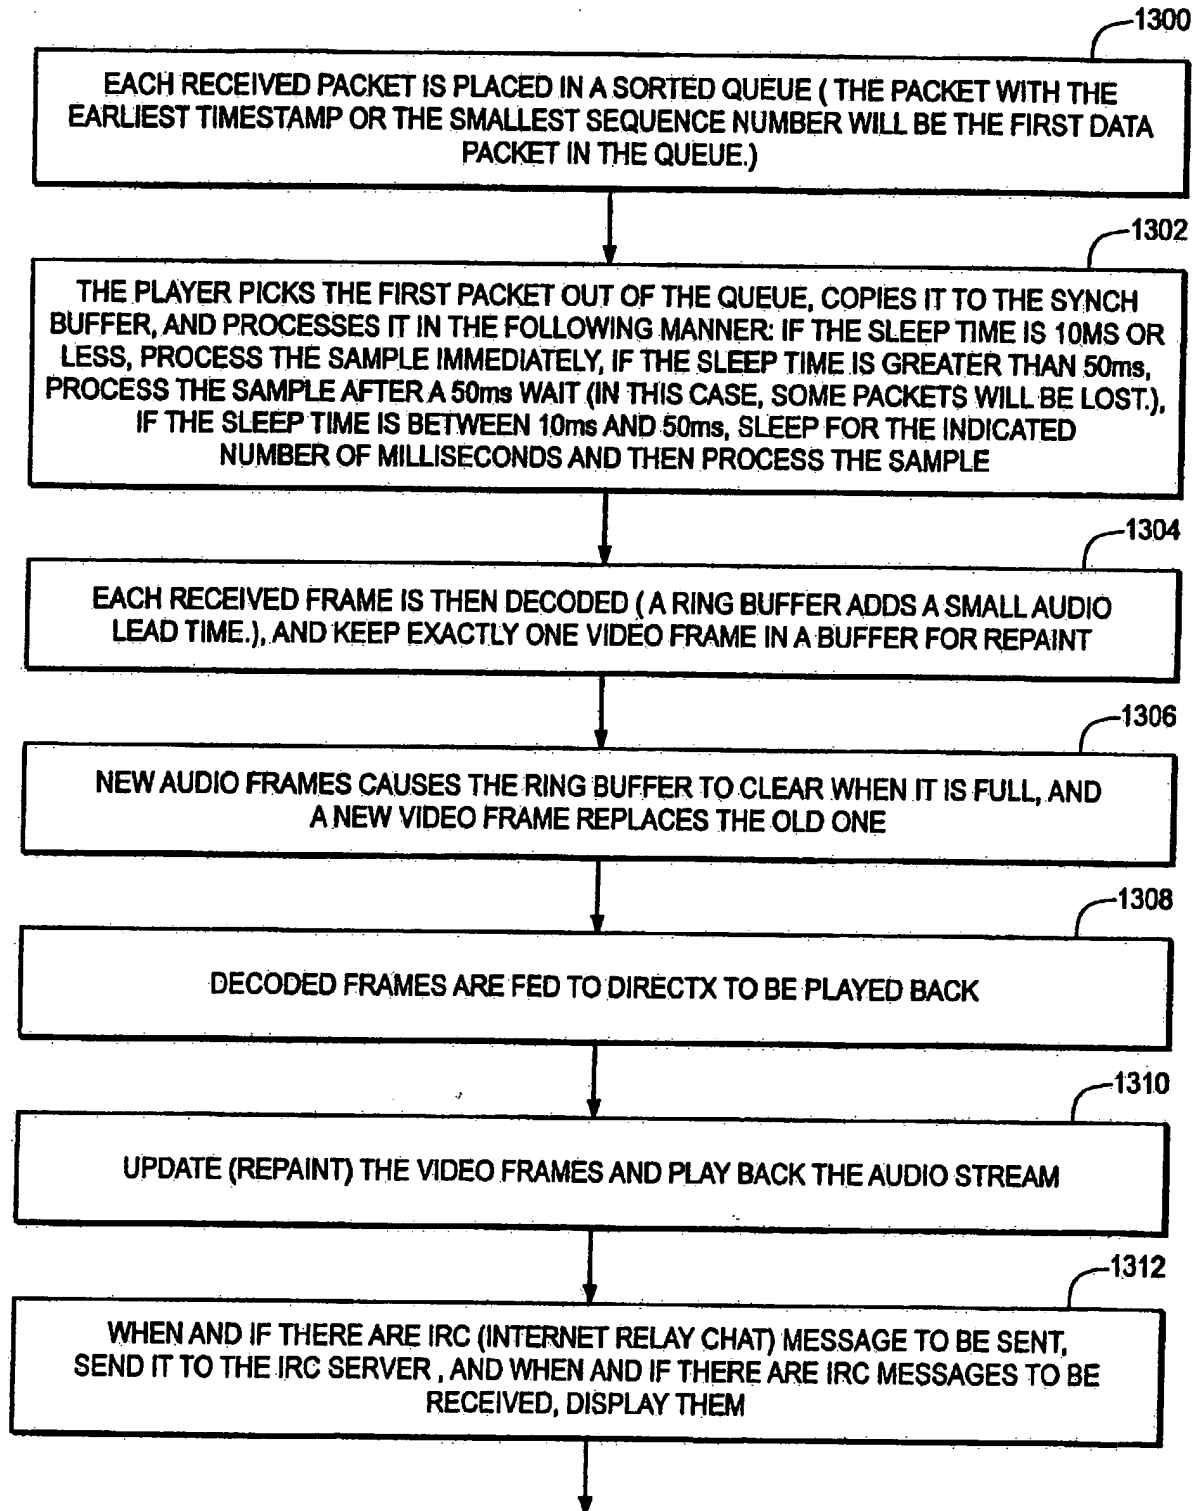 1300
EACH RECEIVED PACKET IS PLACED IN A SORTED QUEUE ( THE PACKET WITH THE
EARLIEST TIMESTAMP OR THE SMALLEST SEQUENCE NUMBER WILL BE THE FIRST DATA
PACKET IN THE QUEUE.)
1302
THE PLAYER PICKS THE FIRST PACKET OUT OF THE QUEUE, COPIES IT TO THE SYNCH
BUFFER, AND PROCESSES IT IN THE FOLLOWING MANNER: IF THE SLEEP TIME IS 10MS OR
LESS, PROCESS THE SAMPLE IMMEDIATELY, IF THE SLEEP TIME IS GREATER THAN 50ms,
PROCESS THE SAMPLE AFTER A 50ms WAIT (IN THIS CASE, SOME PACKETS WILL BE LOST.),
IF THE SLEEP TIME IS BETWEEN 10ms AND 50ms, SLEEP FOR THE INDICATED
NUMBER OF MILLISECONDS AND THEN PROCESS THE SAMPLE
1304
EACH RECEIVED FRAME IS THEN DECODED ( A RING BUFFER ADDS A SMALL AUDIO
LEAD TIME.), AND KEEP EXACTLY ONE VIDEO FRAME IN A BUFFER FOR REPAINT
1306
NEW AUDIO FRAMES CAUSES THE RING BUFFER TO CLEAR WHEN IT IS FULL, AND
A NEW VIDEO FRAME REPLACES THE OLD ONE
1308
DECODED FRAMES ARE FED TO DIRECTX TO BE PLAYED BACK
1310
UPDATE (REPAINT) THE VIDEO FRAMES AND PLAY BACK THE AUDIO STREAM
1312
WHEN AND IF THERE ARE IRC (INTERNET RELAY CHAT) MESSAGE TO BE SENT,
SEND IT TO THE IRC SERVER , AND WHEN AND IF THERE ARE IRC MESSAGES TO BE
RECEIVED, DISPLAY THEM